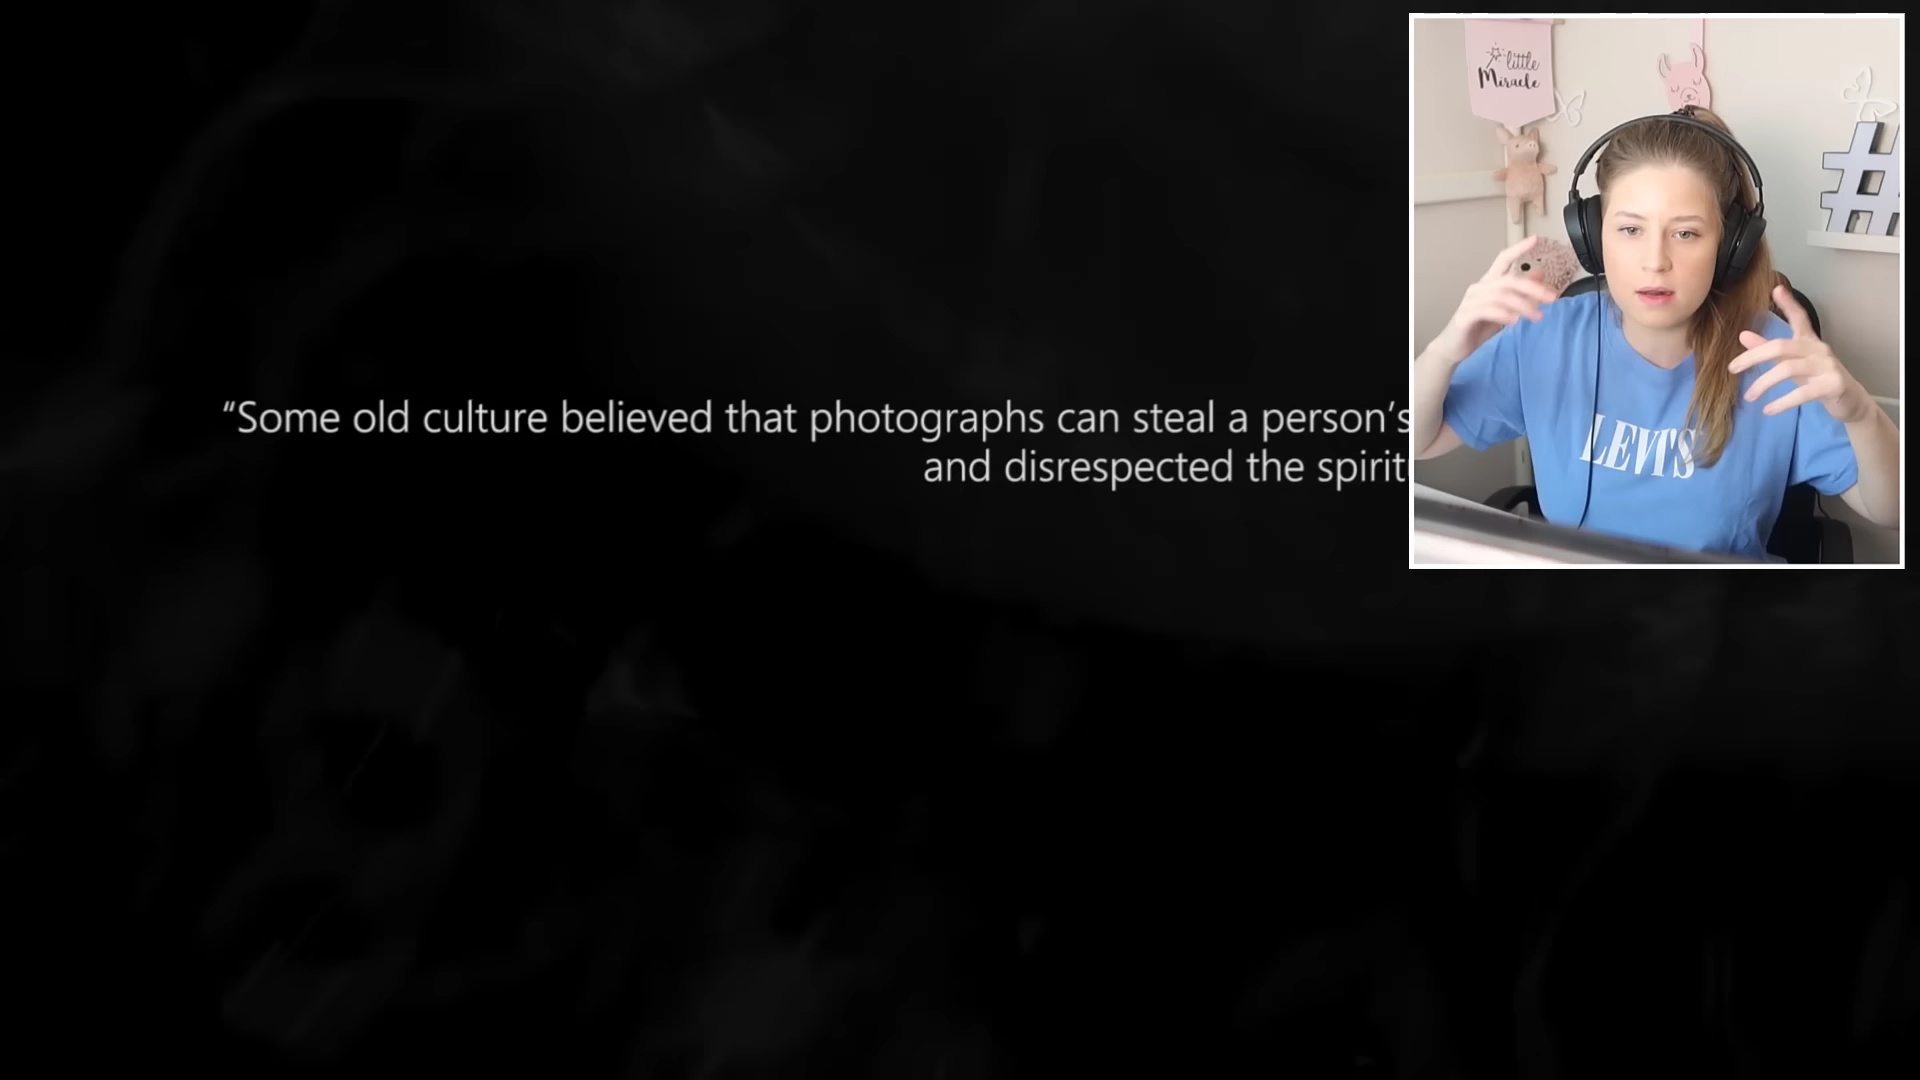 “Some old culture believed that photographs can steal a person’s
and disrespected the spirit
little
Miracle
#
LEVI'S